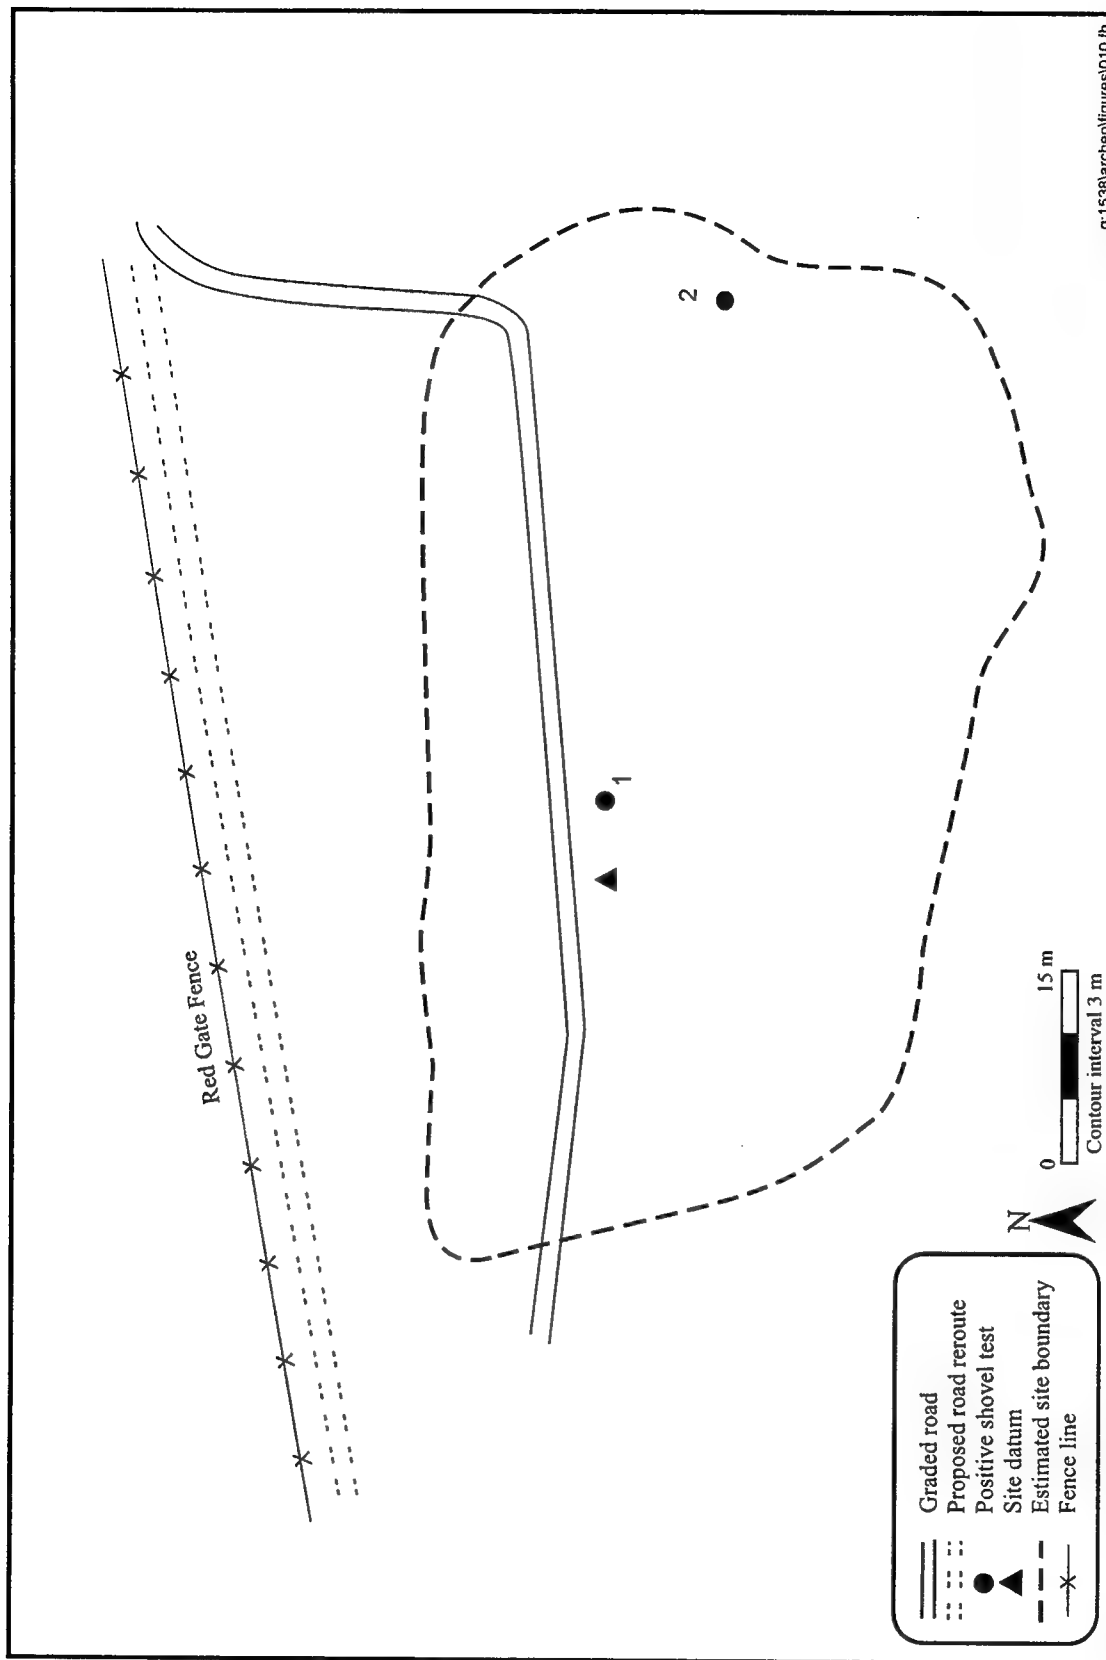 Red Gate Fence
2
1
N
0 15 m
Contour interval 3 m
Graded road
Proposed road reroute
Positive shovel test
Site datum
Estimated site boundary
Fence line